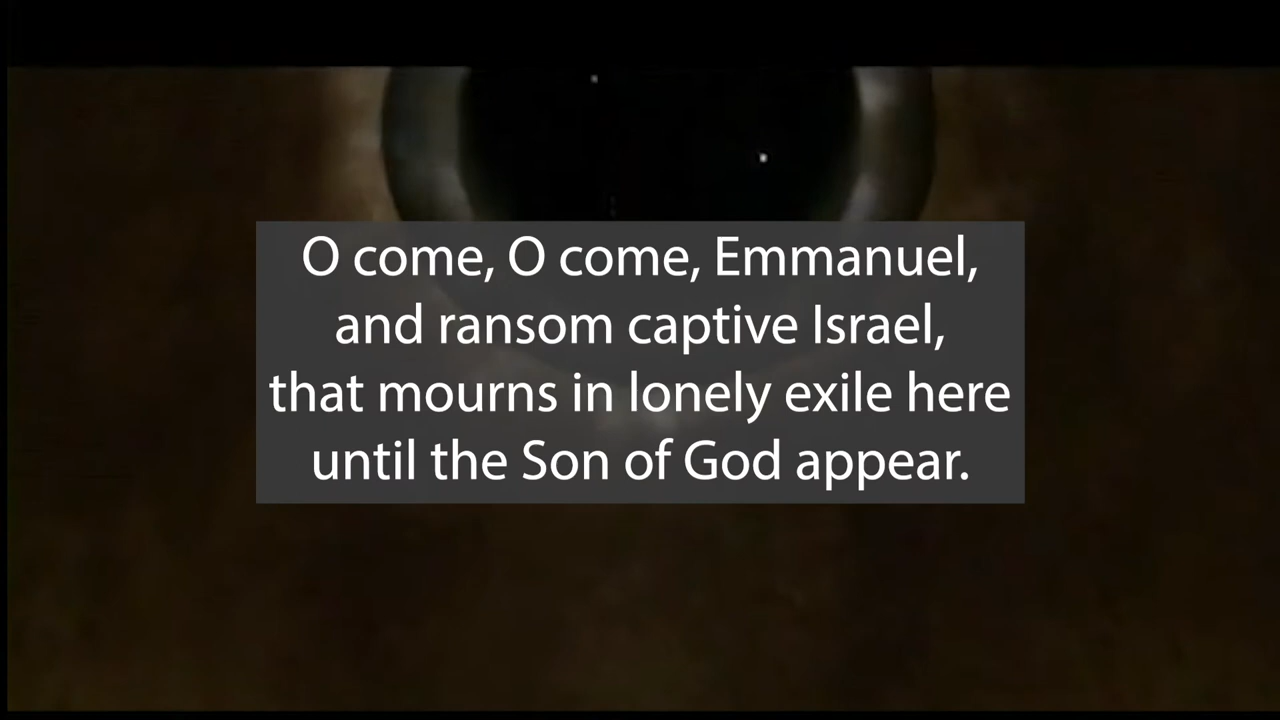 O come, O come, Emmanuel,
and ransom captive Israel,
that mourns in lonely exile here
until the Son of God appear.